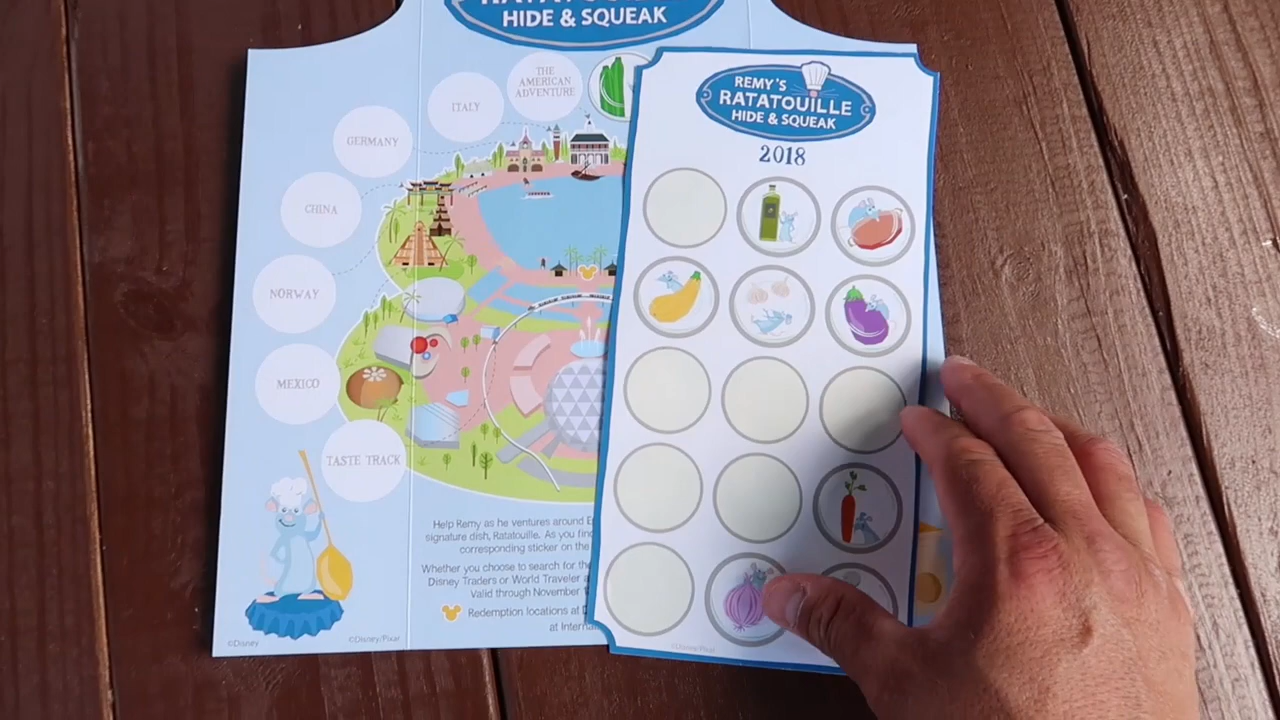 HIDE & SQUEAK
THE
AMERICAN
ADVENTURE
ITALY
GERMANY
CHINA
NORWAY
MEXICO
TASTE TRACK
Help Remy as he ventures around
signature dish, Ratatouille. As you
corresponding sticker on the
Whether you choose to search for the
Disney Traders or World Traveler
Valid through November
Redemption locations at
at
©Disney
©Disney/Pixar
REMY'S
RATATOUILLE
HIDE & SQUEAK
2018
©Disney/Pixar